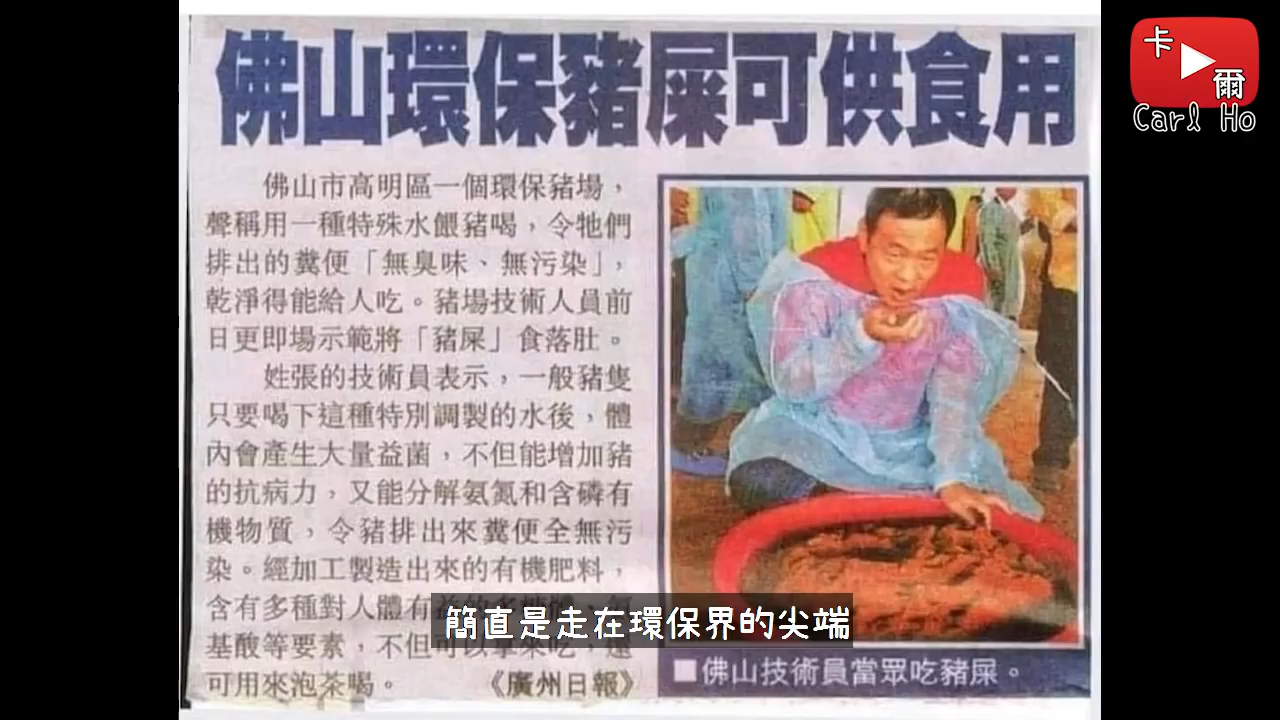 佛山環保豬屎可供食用
卡
爾
Carl Ho
佛山市高明區一個環保豬場，
聲稱用一種特殊水餵豬喝，令牠們
排出的糞便「無臭味、無污染」，
乾淨得能給人吃。豬場技術人員前
日更即場示範將「豬屎」食落肚。
姓張的技術員表示，一般豬隻
只要喝下這種特別調製的水後，體
內會產生大量益菌，不但能增加豬
的抗病力，又能分解氨氮和含磷有
機物質，令豬排出來糞便全無污
染。經加工製造出來的有機肥料，
含有多種對人體有益的
基酸等要素，不但可以拿來吃，還
可用來泡茶喝。 《廣州日報》
■佛山技術員當眾吃豬屎。
簡直是走在環保界的尖端